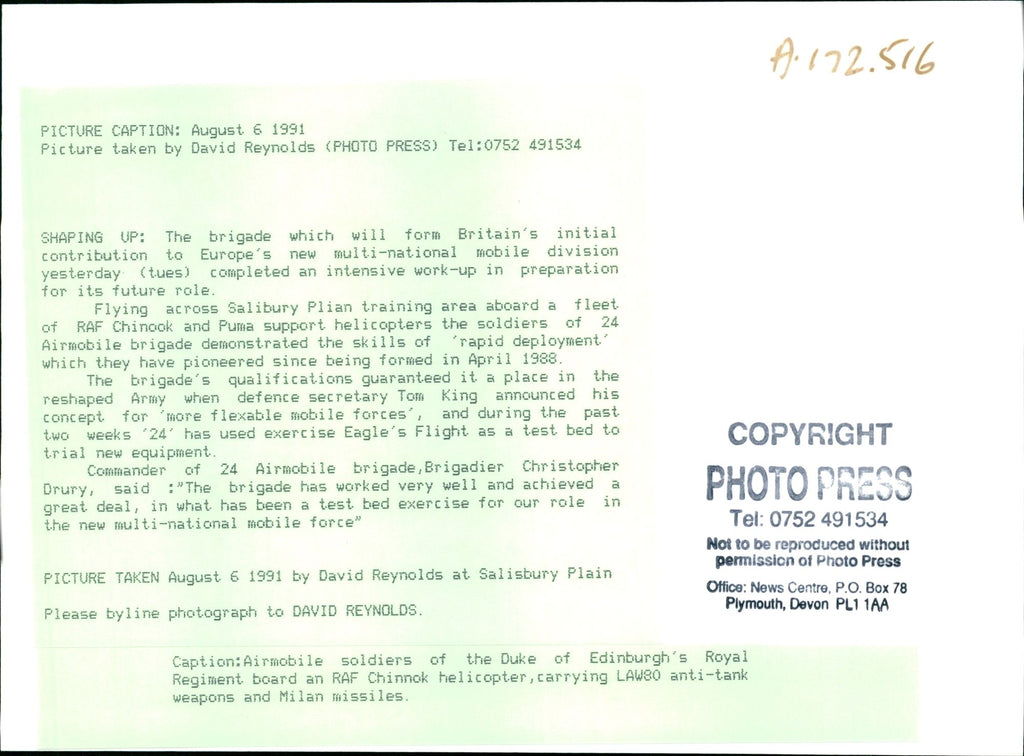 A.172.516
PICTURE CAPTION: August 6 1991
Picture taken by David Reynolds (PHOTO PRESS) Tel:0752 491534
SHAPING UP: The brigade which will form Britain's initial
contribution to Europe's new multi-national mobile division
yesterday (tues) completed an intensive work-up in preparation
for its future role.
Flying across Salibury Plian training area aboard a fleet
of RAF Chinook and Puma support helicopters the soldiers of 24
Airmobile brigade demonstrated the skills of 'rapid deployment'
which they have pioneered since being formed in April 1988.
The brigade's qualifications guaranteed it a place in the
reshaped Army when defence secretary Tom King announced his
concept for 'more flexable mobile forces', and during the past
two weeks '24' has used exercise Eagle's Flight as a test bed to
trial new equipment.
Commander of 24 Airmobile brigade,Brigadier Christopher
Drury, said :"The brigade has worked very well and achieved a
great deal, in what has been a test bed exercise for our role in
the new multi-national mobile force"
PICTURE TAKEN August 6 1991 by David Reynolds at Salisbury Plain
Please byline photograph to DAVID REYNOLDS.
Caption:Airmobile soldiers of the Duke of Edinburgh's Royal
Regiment board an RAF Chinnok helicopter,carrying LAW80 anti-tank
weapons and Milan missiles.
COPYRIGHT
PHOTO PRESS
Tel: 0752 491534
Not to be reproduced without
permission of Photo Press
Office: News Centre, P.O. Box 78
Plymouth, Devon PL1 1AA